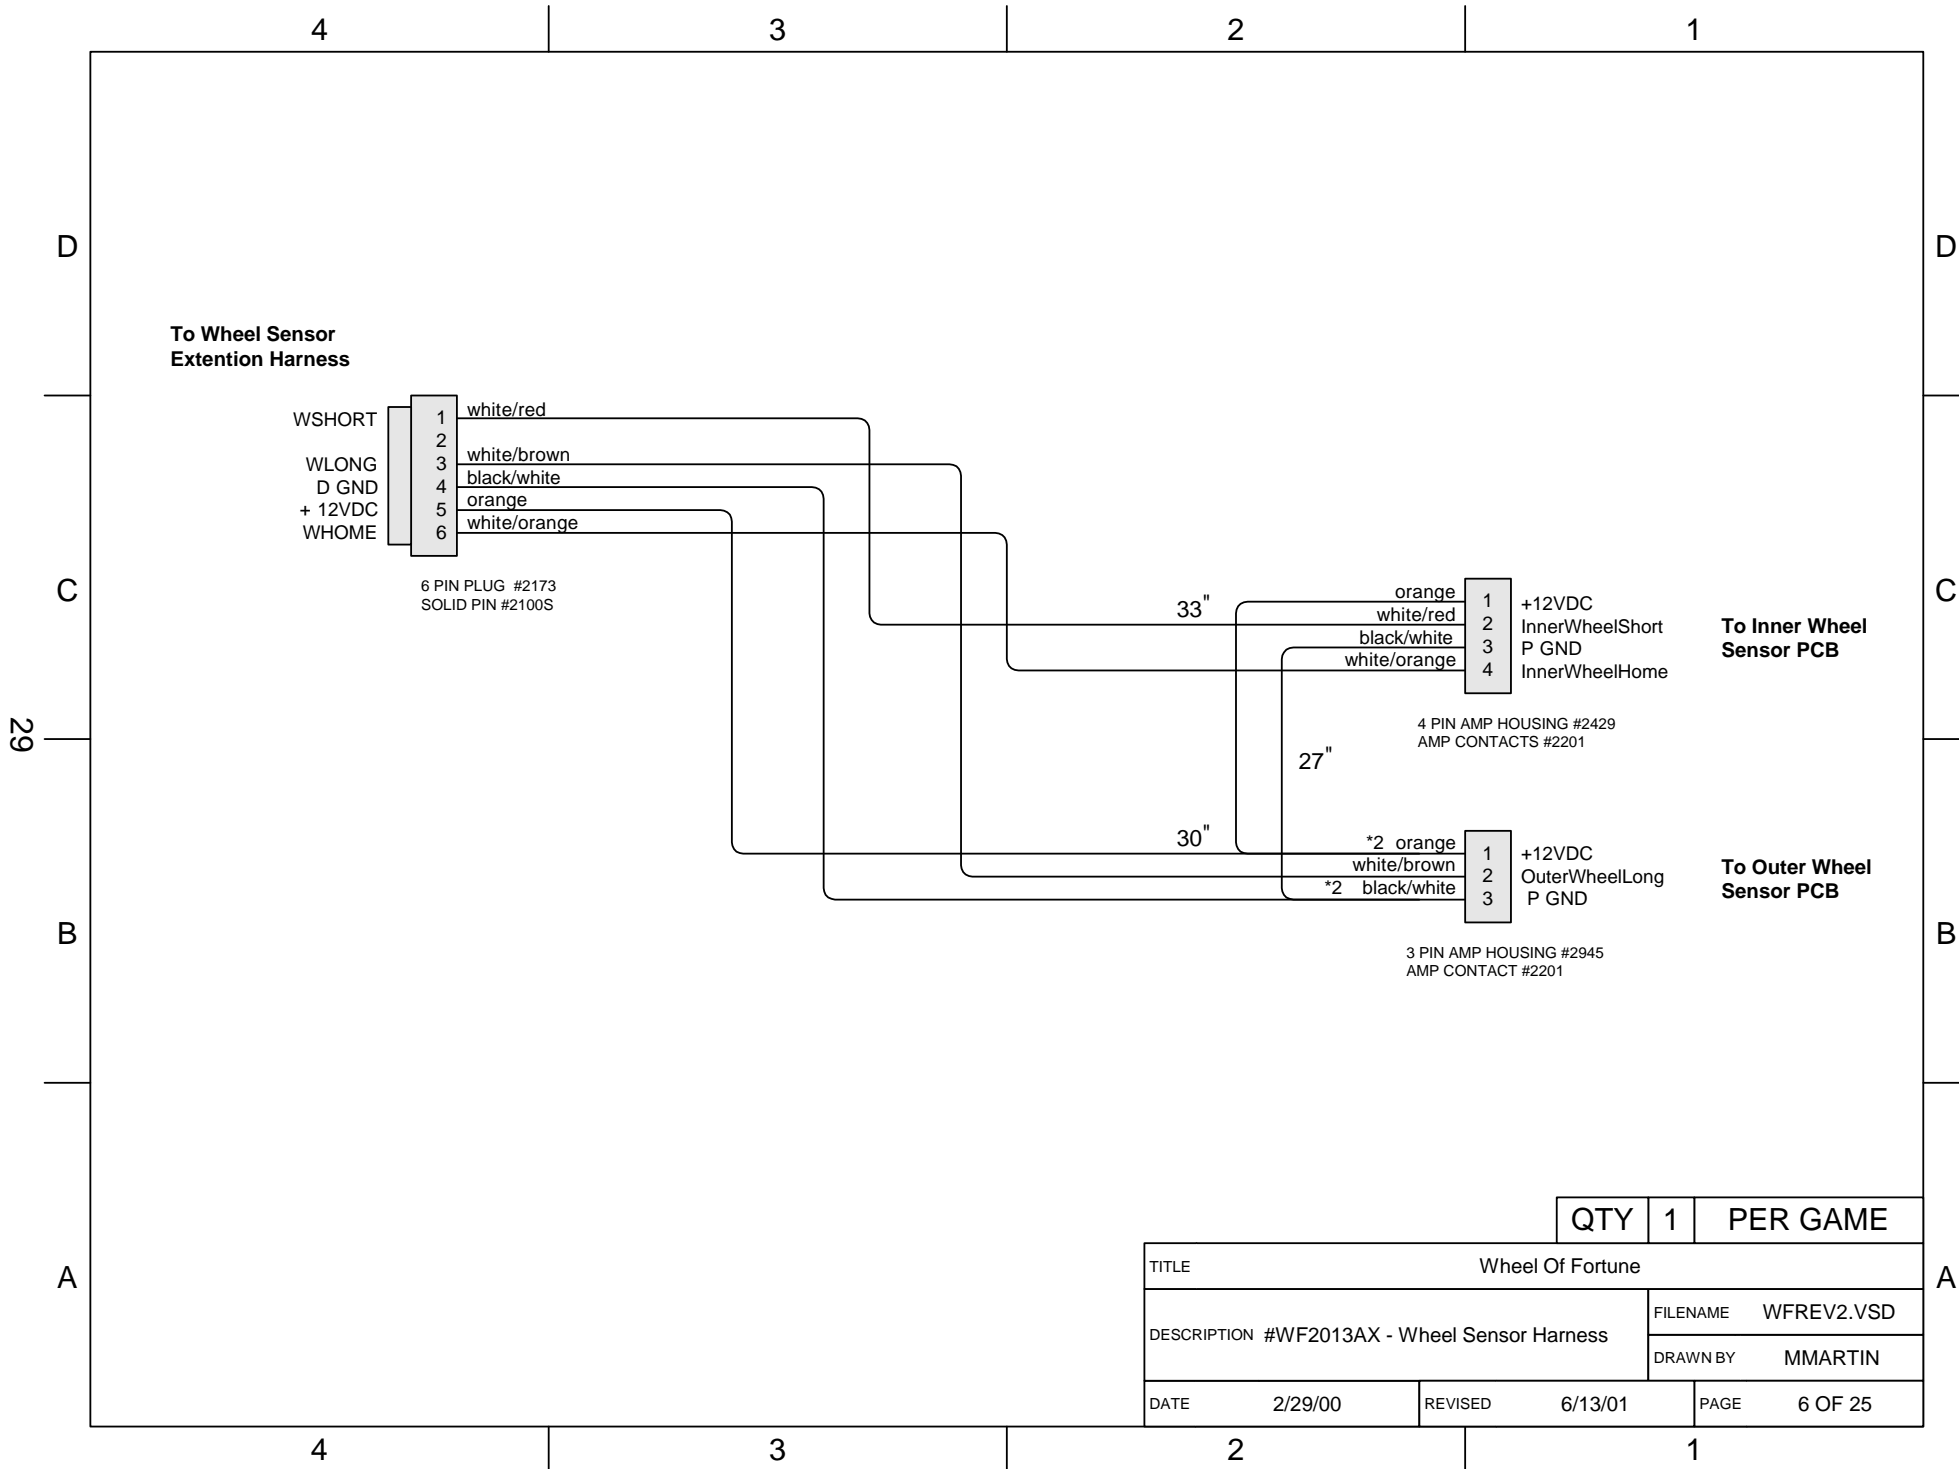 4 3 2 1
D D
To Wheel Sensor
Extention Harness
WSHORT 1 white/red
2
WLONG 3 white/brown
D GND 4 black/white
+ 12VDC 5 orange
WHOME 6 white/orange
6 PIN PLUG #2173
SOLID PIN #2100S
C C
33"
orange 1 +12VDC
white/red 2 InnerWheelShort
black/white 3 P GND
white/orange 4 InnerWheelHome
To Inner Wheel
Sensor PCB
4 PIN AMP HOUSING #2429
AMP CONTACTS #2201
29
27"
30"
*2 orange 1 +12VDC
white/brown 2 OuterWheelLong
*2 black/white 3 P GND
To Outer Wheel
Sensor PCB
B B
3 PIN AMP HOUSING #2945
AMP CONTACT #2201
QTY 1 PER GAME
A A
TITLE Wheel Of Fortune
DESCRIPTION #WF2013AX - Wheel Sensor Harness
FILENAME WFREV2.VSD
DRAWN BY MMARTIN
DATE 2/29/00 REVISED 6/13/01 PAGE 6 OF 25
4 3 2 1